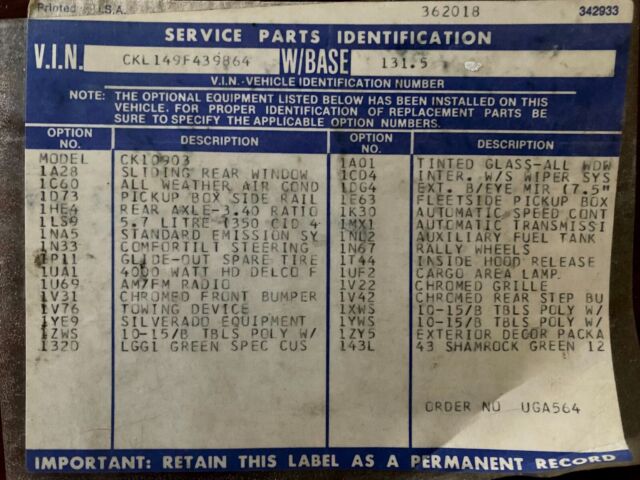 Printed U.S.A. 362018 342933
SERVICE PARTS IDENTIFICATION
V.I.N. CKL149F439864 W/BASE 131.5
V.I.N.-VEHICLE IDENTIFICATION NUMBER
NOTE: THE OPTIONAL EQUIPMENT LISTED BELOW HAS BEEN INSTALLED ON THIS
VEHICLE. FOR PROPER IDENTIFICATION OF REPLACEMENT PARTS BE
SURE TO SPECIFY THE APPLICABLE OPTION NUMBERS.
OPTION NO. DESCRIPTION OPTION NO. DESCRIPTION
MODEL CK10903 1A01 TINTED GLASS-ALL WDW
1A28 SLIDING REAR WINDOW 1CD4 INTER. W/S WIPER SYS
1C60 ALL WEATHER AIR COND 1DG4 EXT. B/EYE MIR (7.5"
1D73 PICKUP BOX SIDE RAIL 1E63 FLEETSIDE PICKUP BOX
1HE4 REAR AXLE-3.40 RATIO 1K30 AUTOMATIC SPEED CONT
1LS9 5.7 LITRE (350 CID 4 1MX1 AUTOMATIC TRANSMISSI
1NA5 STANDARD EMISSION SY 1NL2 AUXILIARY FUEL TANK
1N33 COMFORTILT STEERING 1N67 RALLY WHEELS
1P11 GLIDE-OUT SPARE TIRE 1T44 INSIDE HOOD RELEASE
1UA1 4000 WATT HD DELCO F 1UF2 CARGO AREA LAMP.
1U69 AM/FM RADIO 1V22 CHROMED GRILLE
1V31 CHROMED FRONT BUMPER 1V42 CHROMED REAR STEP BU
1V76 TOWING DEVICE 1XWS 10-15/B TBLS POLY W/
1YE9 SILVERADO EQUIPMENT 1YWS 10-15/B TBLS POLY W/
1ZWS 10-15/B TBLS POLY W/ 1ZY5 EXTERIOR DECOR PACKA
1320 LGG1 GREEN SPEC CUS 143L 43 SHAMROCK GREEN 12
ORDER NO UGA564
IMPORTANT: RETAIN THIS LABEL AS A PERMANENT RECORD